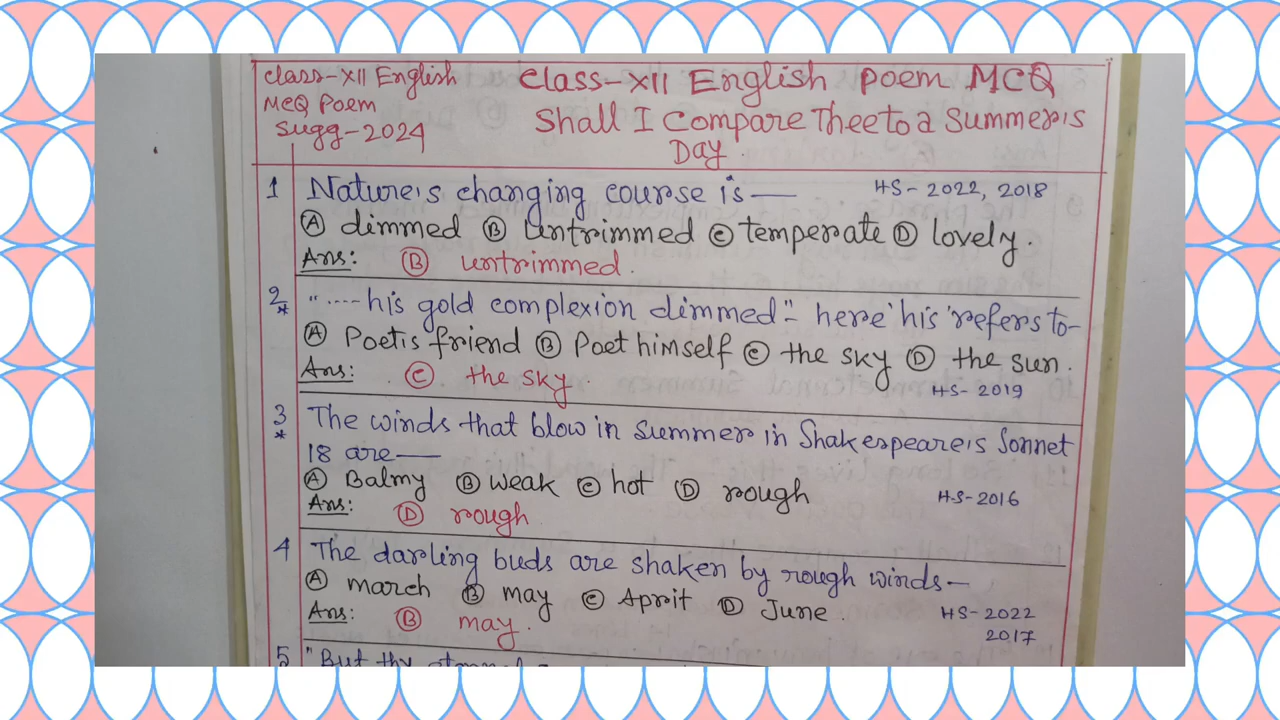 class-XII English
MCQ Poem
Sugg-2024
Class-XII English Poem MCQ
Shall I Compare Thee to a Summer's
Day.
1 Nature's changing course is — HS-2022, 2018
Ⓐ dimmed Ⓑ untrimmed Ⓒ temperate Ⓓ lovely.
Ans: Ⓑ untrimmed.
2 * "....his gold complexion dimmed"- here 'his' refers to-
Ⓐ Poet's friend Ⓑ Poet himself Ⓒ the sky Ⓓ the sun.
Ans: Ⓒ the sky. HS-2019
3 * The winds that blow in summer in Shakespeare's Sonnet
18 are —
Ⓐ Balmy Ⓑ weak Ⓒ hot Ⓓ rough HS-2016
Ans: Ⓓ rough
4 The darling buds are shaken by rough winds—
Ⓐ march Ⓑ may Ⓒ Aprit Ⓓ June. HS-2022
Ans: Ⓑ may. 2017
5 "But thy